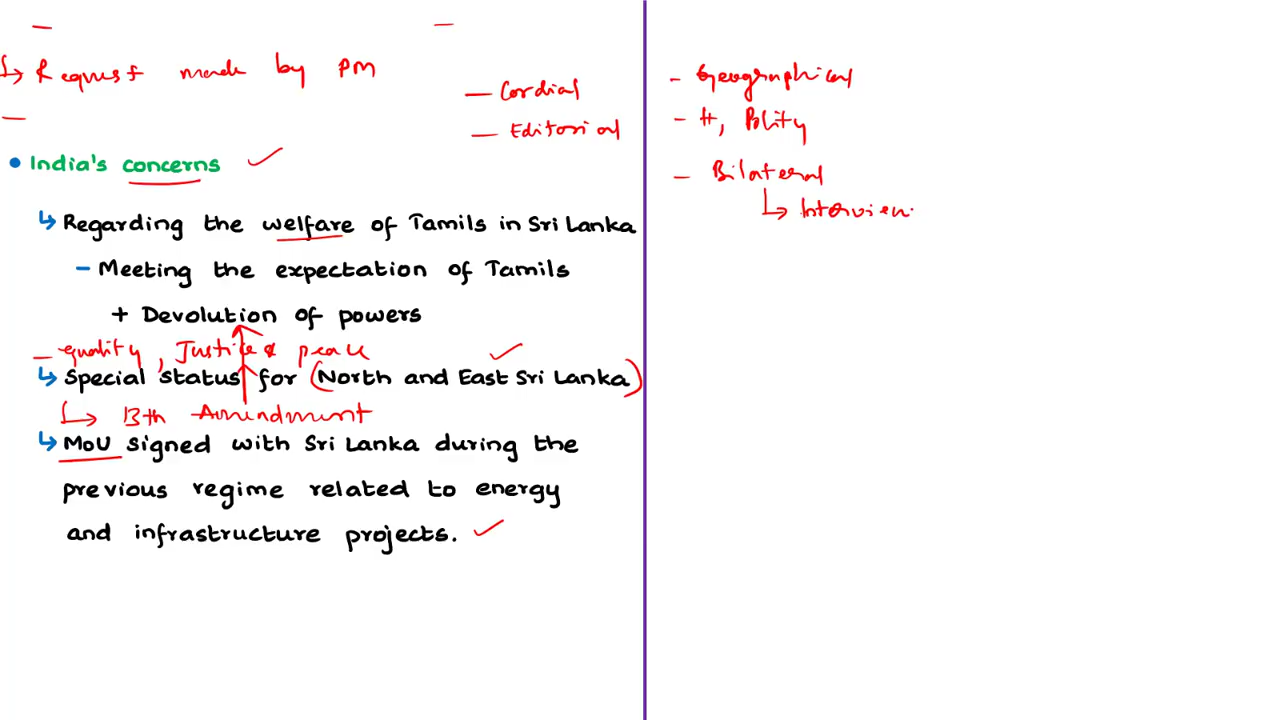 Request made by PM
— Cordial
— Editorial
• India's concerns
↳ Regarding the welfare of Tamils in Sri Lanka
– Meeting the expectation of Tamils
+ Devolution of powers
— equality, Justice & peace
↳ Special status for (North and East Sri Lanka)
↳ 13th Amendment
↳ MoU signed with Sri Lanka during the
previous regime related to energy
and infrastructure projects.
– Geographical
– H, Polity
– Bilateral
↳ Interview